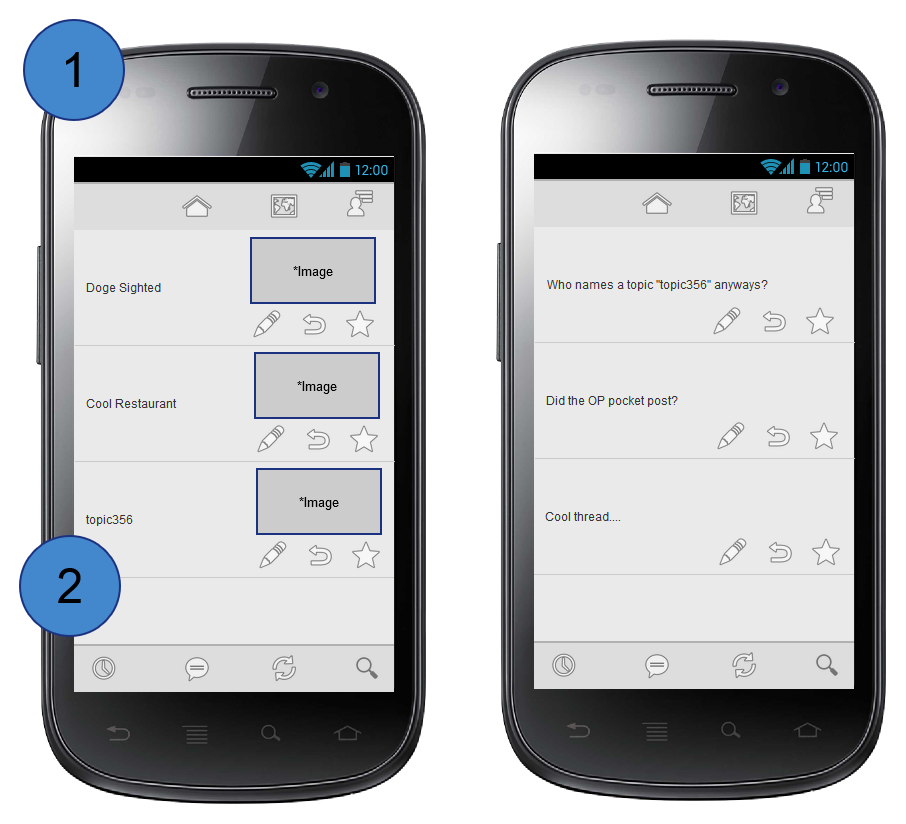 1
12:00
Doge Sighted
*Image
Cool Restaurant
*Image
topic356
*Image
2
12:00
Who names a topic "topic356" anyways?
Did the OP pocket post?
Cool thread....